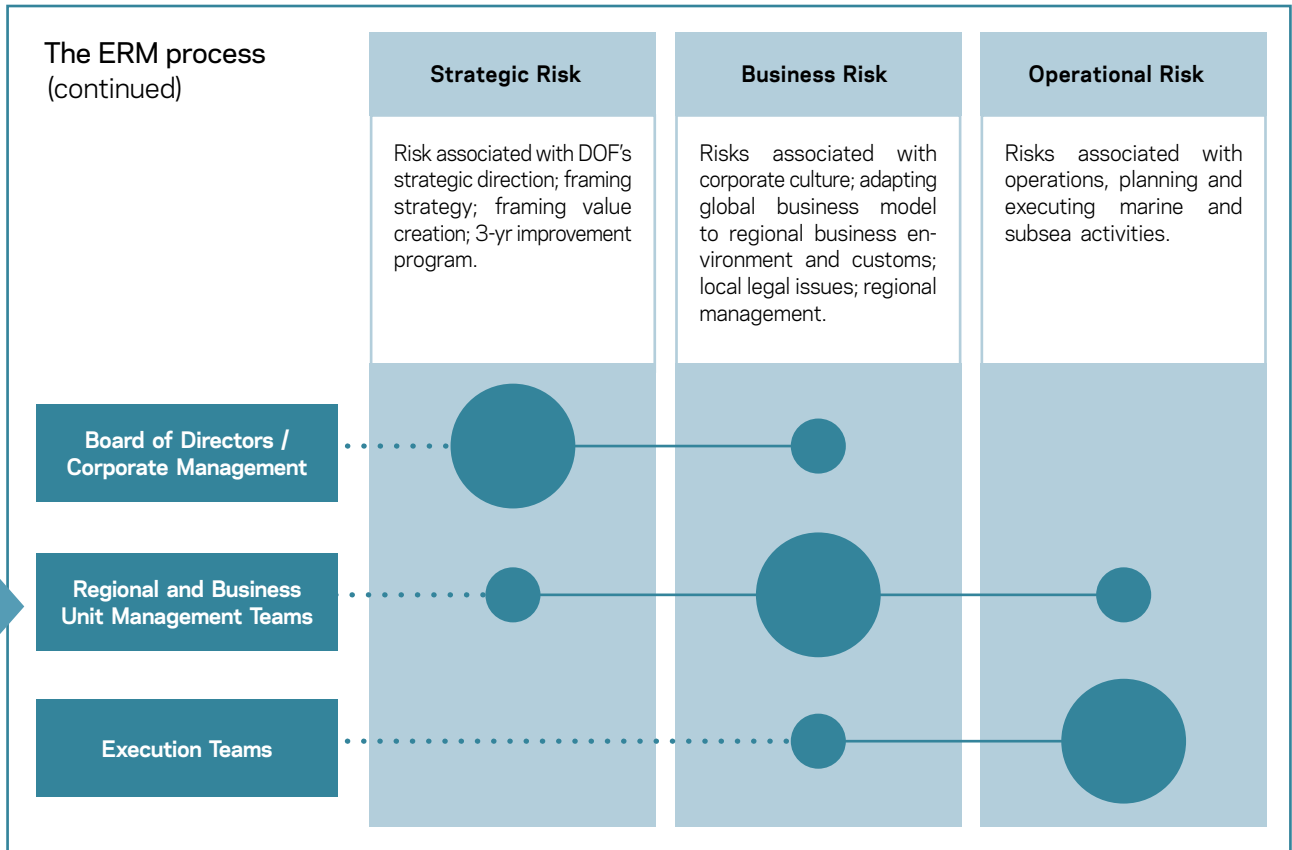 The ERM process
(continued)
Strategic Risk
Risk associated with DOF's
strategic direction; framing
strategy; framing value
creation; 3-yr improvement
program.
Business Risk
Risks associated with
corporate culture; adapting
global business model
to regional business en-
vironment and customs;
local legal issues; regional
management.
Operational Risk
Risks associated with
operations, planning and
executing marine and
subsea activities.
Board of Directors /
Corporate Management
Regional and Business
Unit Management Teams
Execution Teams